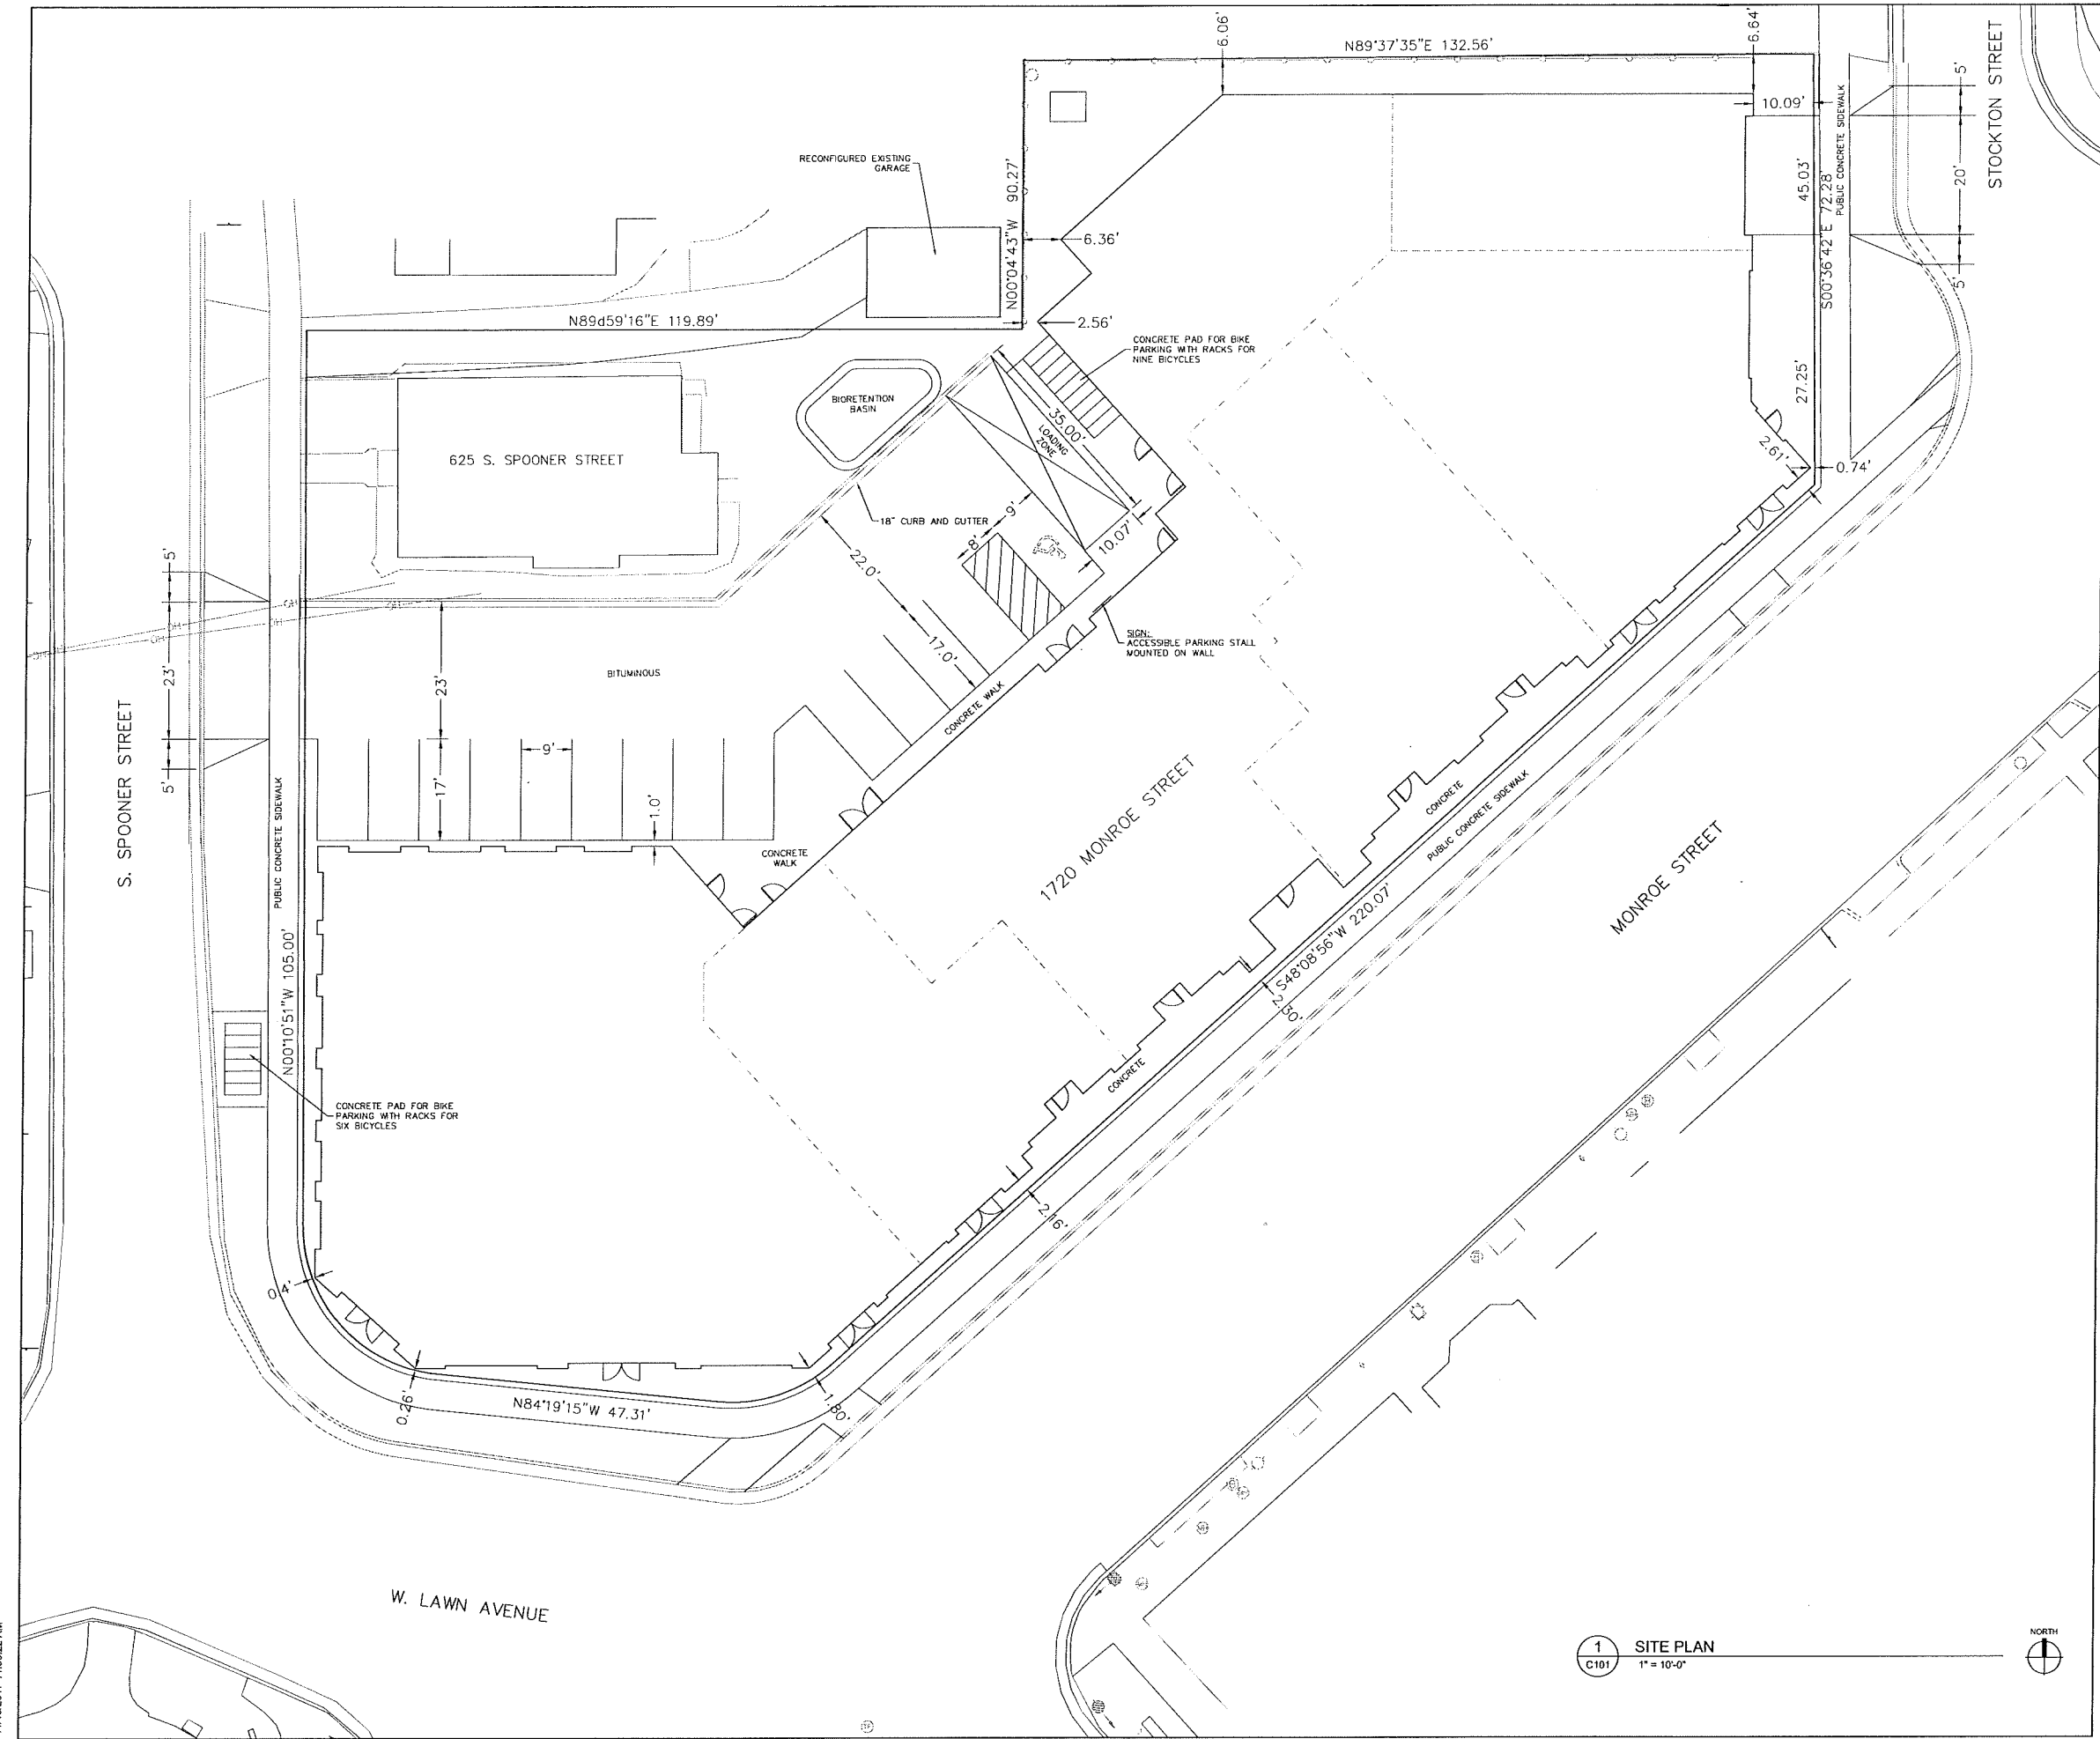 6.06'
N89°37'35"E 132.56'
6.64'
STOCKTON STREET
5'
10.09'
PUBLIC CONCRETE SIDEWALK
20'
5'
45.03'
S00°36'42"E 72.28'
RECONFIGURED EXISTING
GARAGE
N00°04'43"W 90.27'
6.36'
N89d59'16"E 119.89'
2.56'
CONCRETE PAD FOR BIKE
PARKING WITH RACKS FOR
NINE BICYCLES
27.25'
2.61'
0.74'
BIORETENTION
BASIN
35.00'
LOADING
ZONE
625 S. SPOONER STREET
18" CURB AND GUTTER
9'
8'
10.07'
22.0'
17.0'
SIGN:
ACCESSIBLE PARKING STALL
MOUNTED ON WALL
5'
23'
5'
OH
OH
OH
OH
OH
OH
S. SPOONER STREET
BITUMINOUS
23'
9'
17'
1.0'
CONCRETE WALK
CONCRETE
WALK
1720 MONROE STREET
CONCRETE
PUBLIC CONCRETE SIDEWALK
MONROE STREET
PUBLIC CONCRETE SIDEWALK
N00°10'51"W 105.00'
S48°08'56"W 220.07'
2.30'
CONCRETE
CONCRETE PAD FOR BIKE
PARKING WITH RACKS FOR
SIX BICYCLES
2.16'
0.4'
0.26'
N84°19'15"W 47.31'
1.80'
W. LAWN AVENUE
1
C101
SITE PLAN
1" = 10'-0"
NORTH